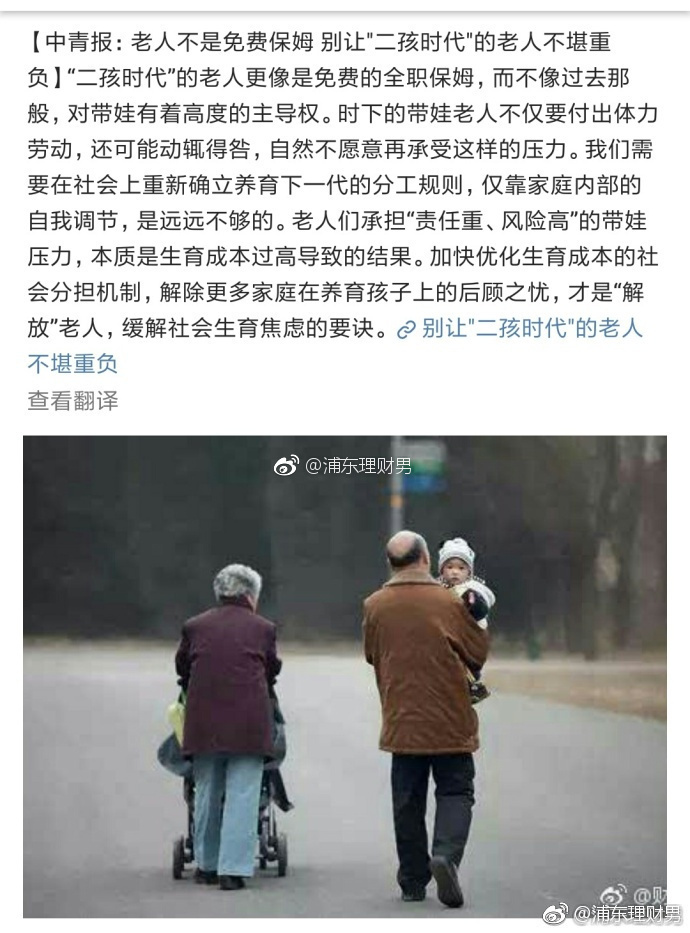 【中青报：老人不是免费保姆 别让"二孩时代"的老人不堪重
负】“二孩时代”的老人更像是免费的全职保姆，而不像过去那
般，对带娃有着高度的主导权。时下的带娃老人不仅要付出体力
劳动，还可能动辄得咎，自然不愿意再承受这样的压力。我们需
要在社会上重新确立养育下一代的分工规则，仅靠家庭内部的
自我调节，是远远不够的。老人们承担“责任重、风险高”的带娃
压力，本质是生育成本过高导致的结果。加快优化生育成本的社
会分担机制，解除更多家庭在养育孩子上的后顾之忧，才是“解
放”老人，缓解社会生育焦虑的要诀。别让"二孩时代"的老人
不堪重负
查看翻译
@浦东理财男
@财
@浦东理财男